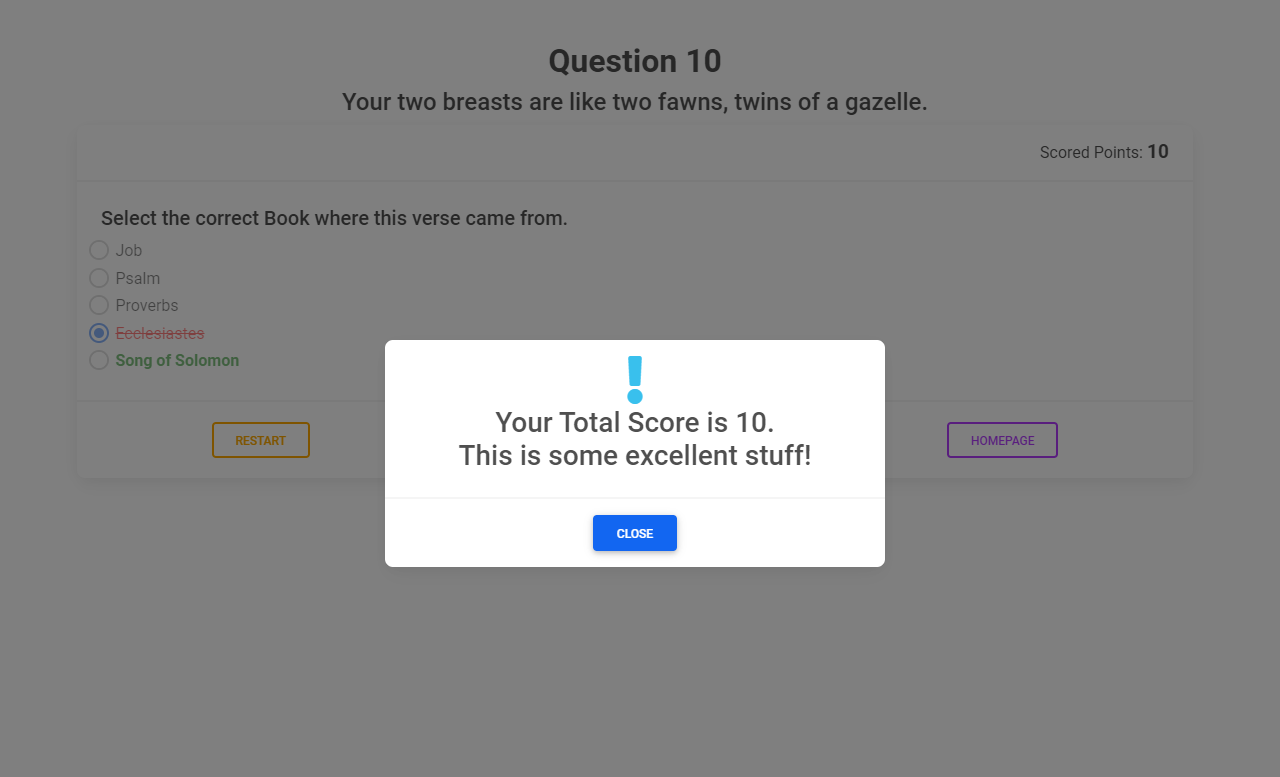 Question 10
Your two breasts are like two fawns, twins of a gazelle.
Scored Points: 10
Select the correct Book where this verse came from.
Job
Psalm
Proverbs
Ecclesiastes
Song of Solomon
Your Total Score is 10.
This is some excellent stuff!
RESTART
HOMEPAGE
CLOSE